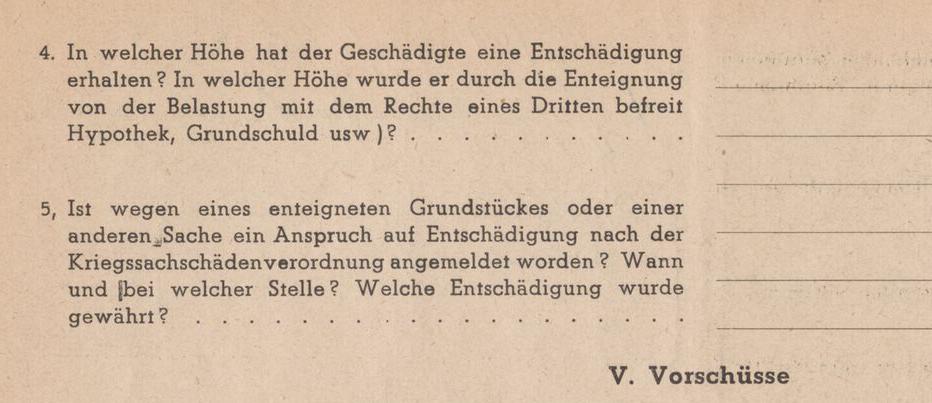 4. In welcher Höhe hat der Geschädigte eine Entschädigung
erhalten? In welcher Höhe wurde er durch die Enteignung
von der Belastung mit dem Rechte eines Dritten befreit
Hypothek, Grundschuld usw )? . . . . . . . . . . .
5, Ist wegen eines enteigneten Grundstückes oder einer
anderen Sache ein Anspruch auf Entschädigung nach der
Kriegssachschädenverordnung angemeldet worden? Wann
und bei welcher Stelle? Welche Entschädigung wurde
gewährt? . . . . . . . . . . . . . . . . . . .
V. Vorschüsse